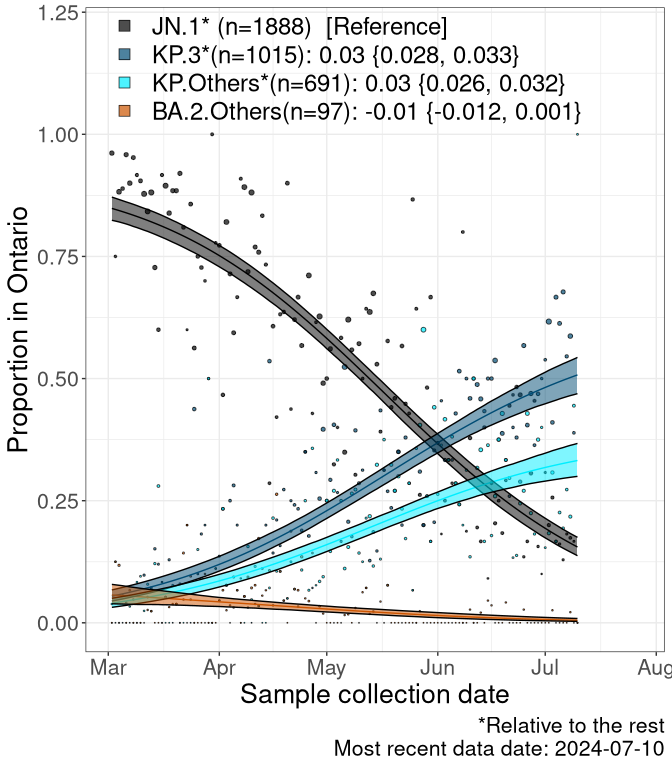 1.25
JN.1* (n=1888)  [Reference]
KP.3*(n=1015): 0.03 {0.028, 0.033}
KP.Others*(n=691): 0.03 {0.026, 0.032}
BA.2.Others(n=97): -0.01 {-0.012, 0.001}
1.00
0.75
0.50
0.25
0.00
Proportion in Ontario
Mar Apr May Jun Jul Aug
Sample collection date
*Relative to the rest
Most recent data date: 2024-07-10